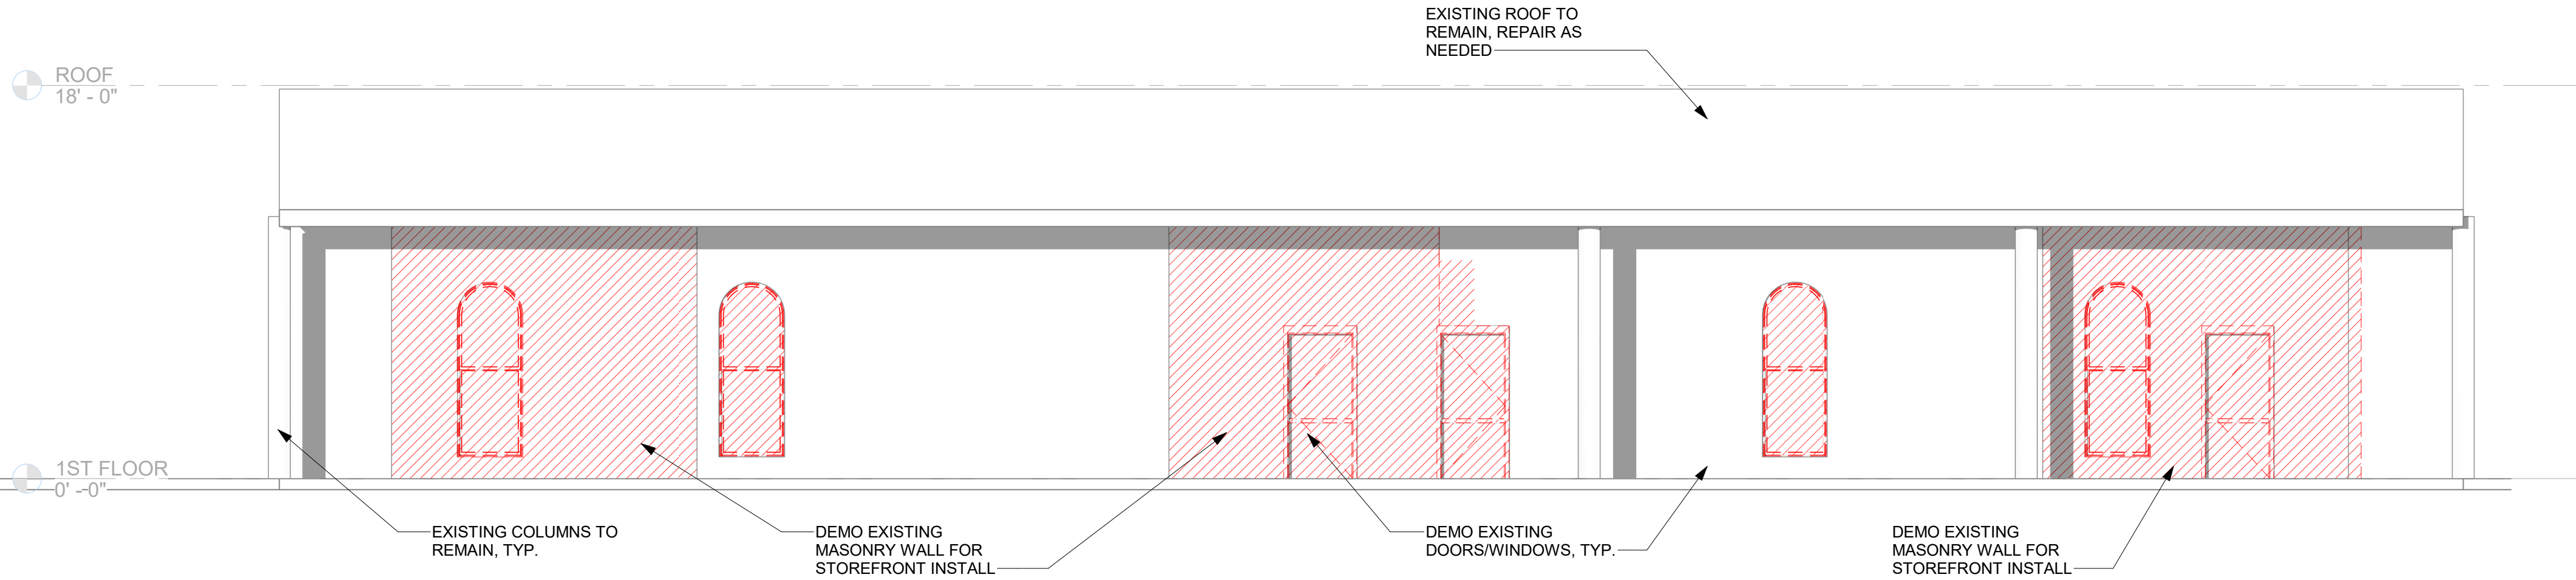 EXISTING ROOF TO
REMAIN, REPAIR AS
NEEDED
ROOF
18' - 0"
1ST FLOOR
0' - 0"
EXISTING COLUMNS TO
REMAIN, TYP.
DEMO EXISTING
MASONRY WALL FOR
STOREFRONT INSTALL
DEMO EXISTING
DOORS/WINDOWS, TYP.
DEMO EXISTING
MASONRY WALL FOR
STOREFRONT INSTALL